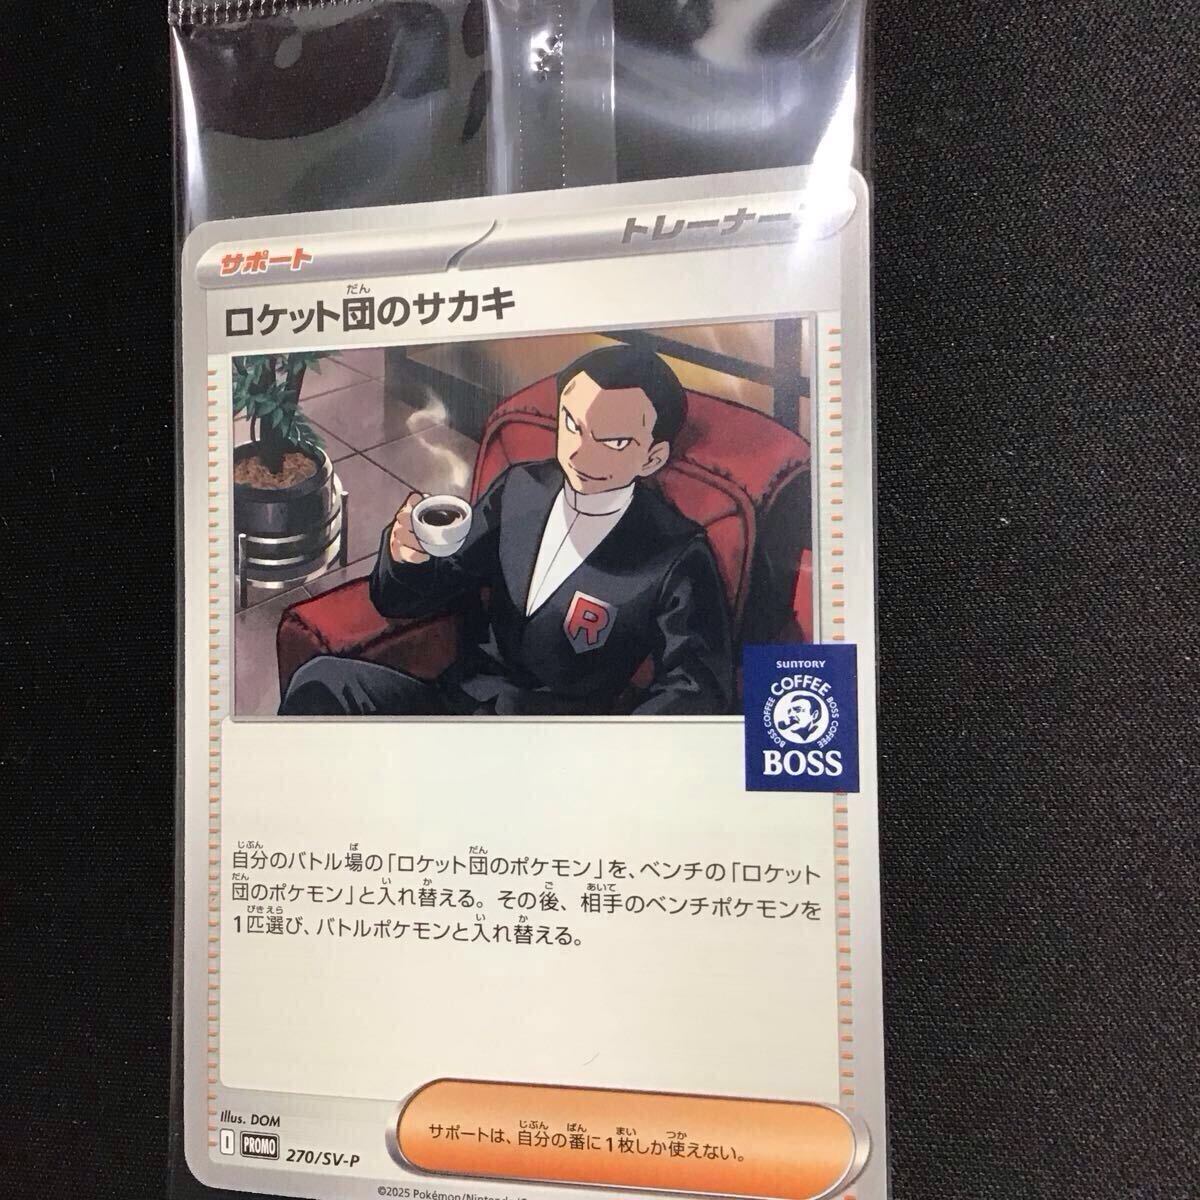 サポート
トレーナー
ロケット団のサカキ
だん
R
SUNTORY
COFFEE
BOSS COFFEE BOSS COFFEE
BOSS
自分のバトル場の「ロケット団のポケモン」を、ベンチの「ロケット
団のポケモン」と入れ替える。その後、相手のベンチポケモンを
1匹選び、バトルポケモンと入れ替える。
サポートは、自分の番に1枚しか使えない。
Illus. DOM
I PROMO 270/SV-P
©2025 Pokémon/Nintendo